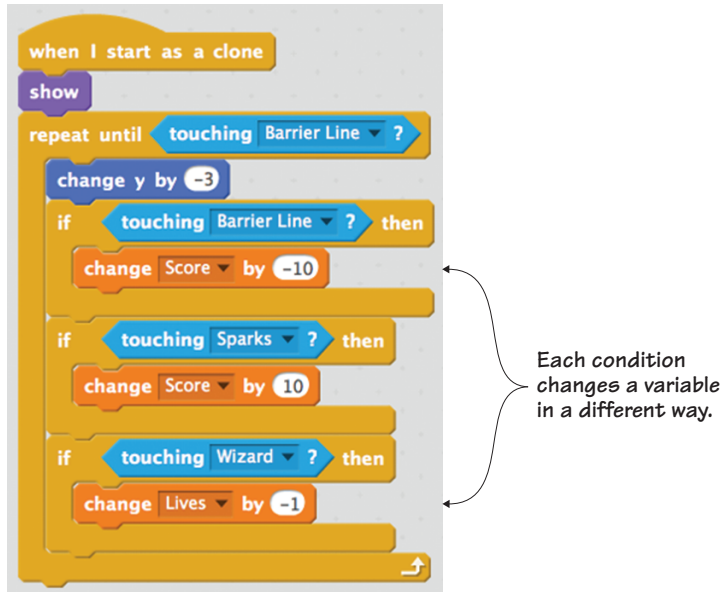 when I start as a clone
show
repeat until touching Barrier Line ?
change y by -3
if touching Barrier Line ? then
change Score by -10
if touching Sparks ? then
change Score by 10
if touching Wizard ? then
change Lives by -1
Each condition
changes a variable
in a different way.